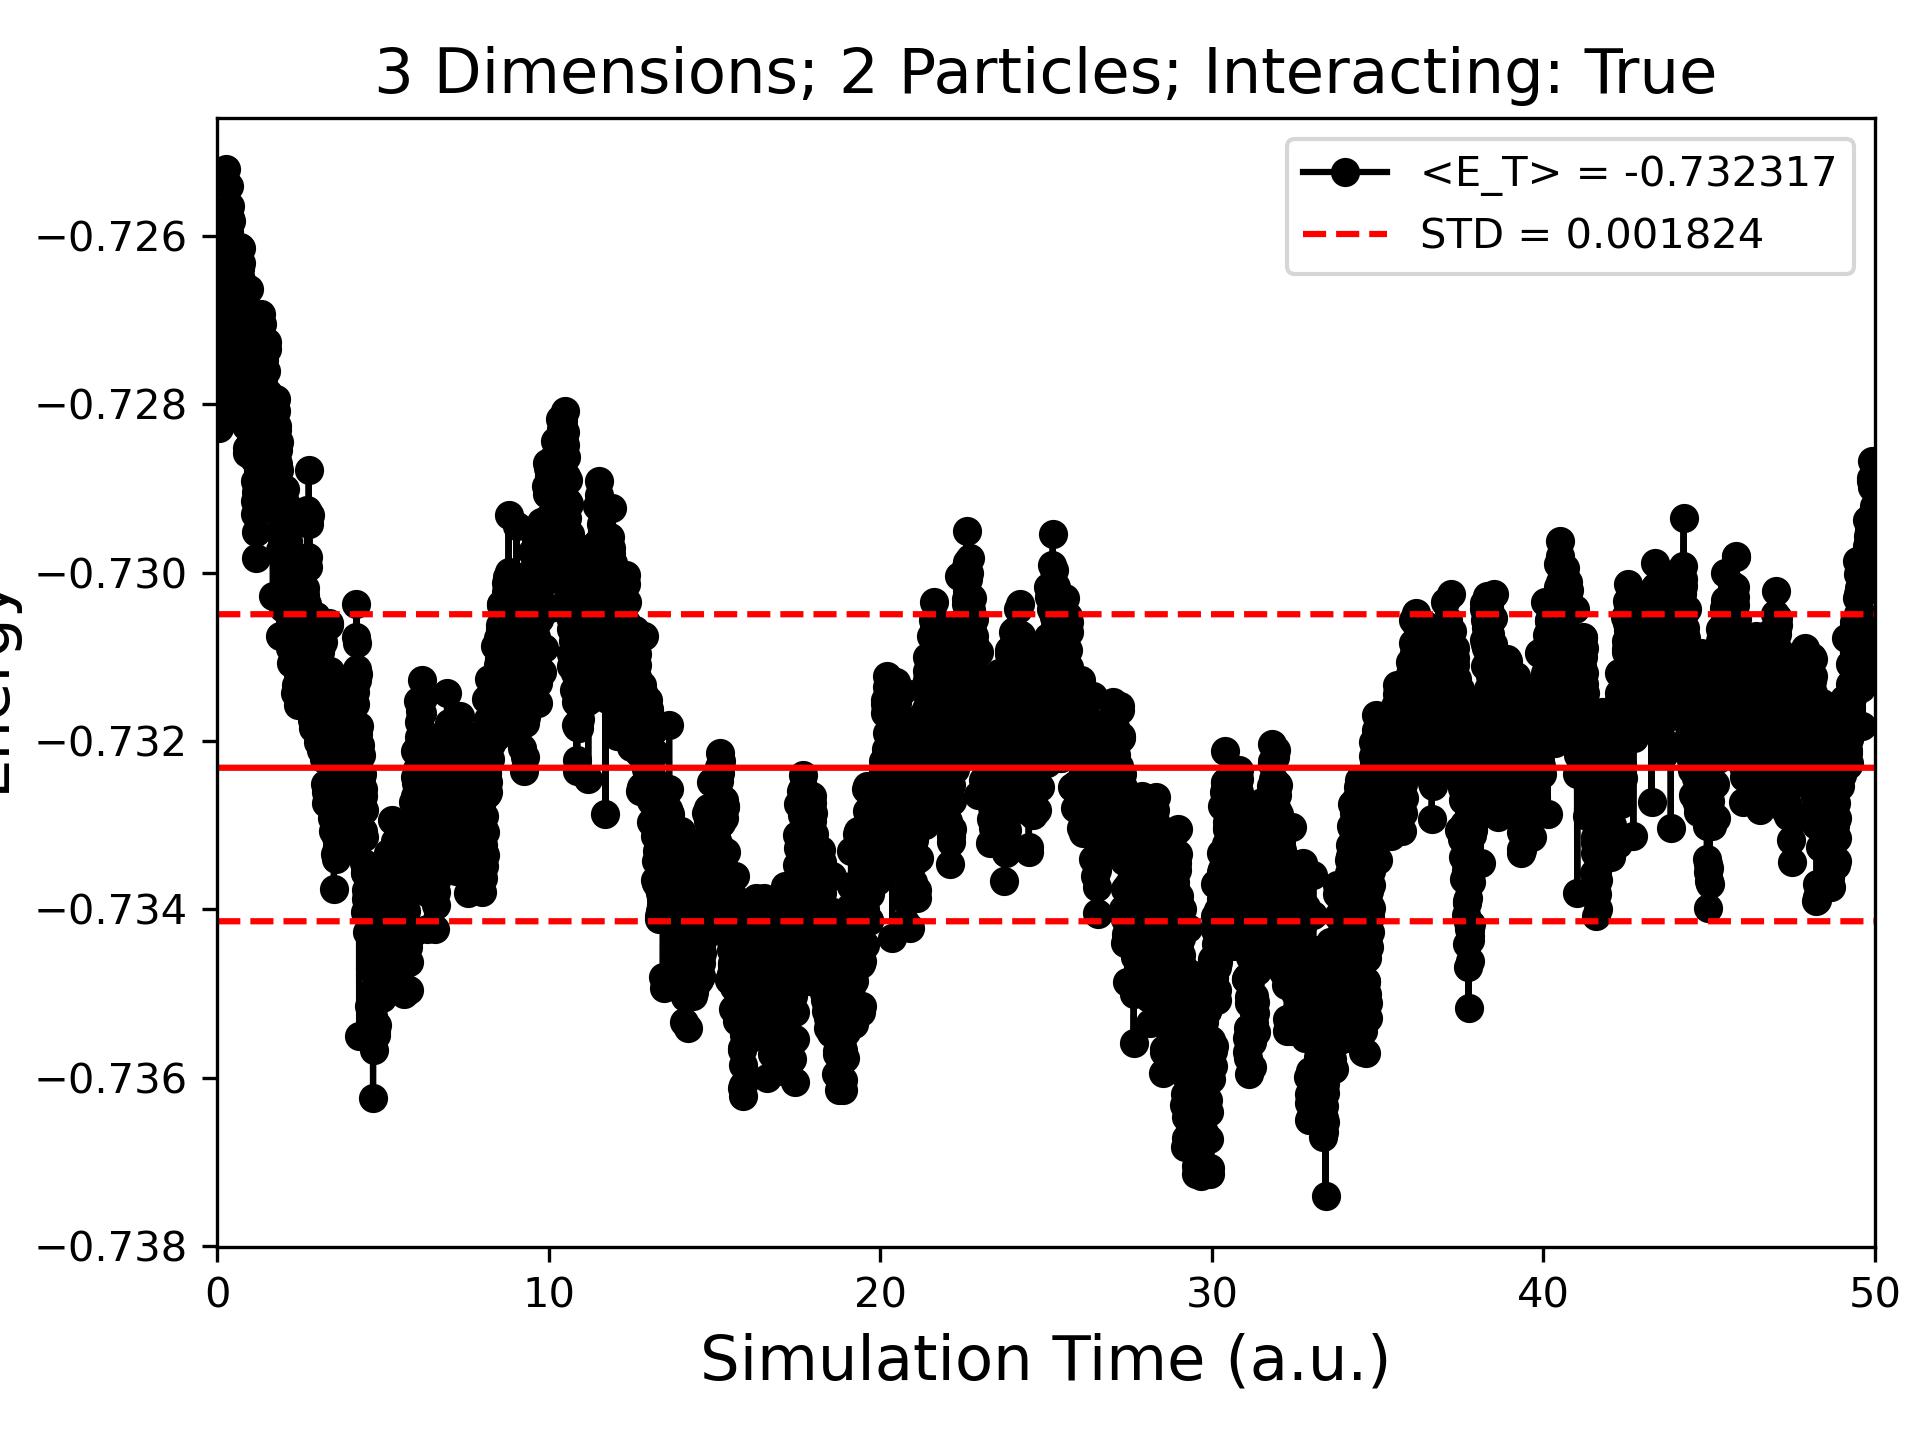 3 Dimensions; 2 Particles; Interacting: True
<E_T> = -0.732317
STD = 0.001824
−0.726
−0.728
−0.730
−0.732
−0.734
−0.736
−0.738
Energy
0 10 20 30 40 50
Simulation Time (a.u.)